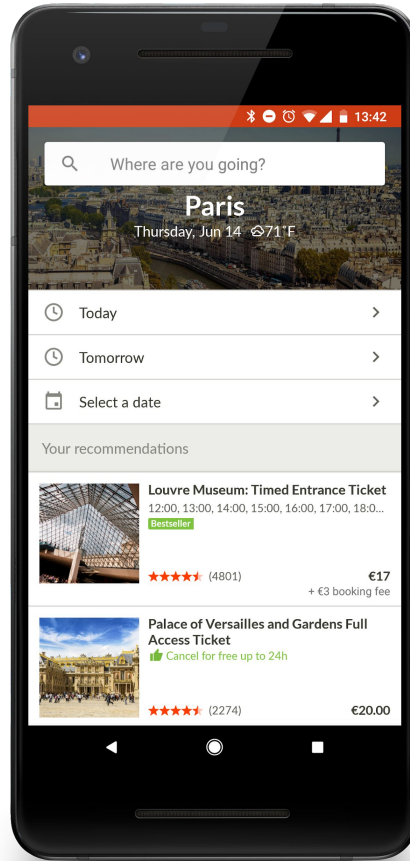 13:42
Where are you going?
Paris
Thursday, Jun 14 71°F
Today
Tomorrow
Select a date
Your recommendations
Louvre Museum: Timed Entrance Ticket
12:00, 13:00, 14:00, 15:00, 16:00, 17:00, 18:0...
Bestseller
(4801)
€17
+ €3 booking fee
Palace of Versailles and Gardens Full
Access Ticket
Cancel for free up to 24h
(2274)
€20.00